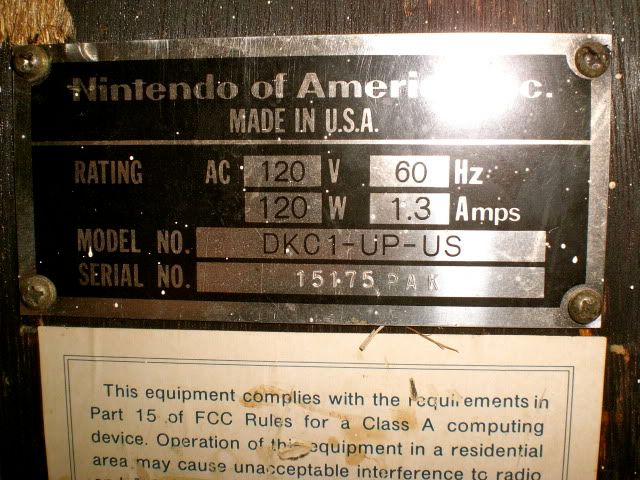 Nintendo of America Inc.
MADE IN U.S.A.
RATING AC 120 V 60 Hz
120 W 1.3 Amps
MODEL NO. DKC1-UP-US
SERIAL NO. 15175 PAK
This equipment complies with the requirements in
Part 15 of FCC Rules for a Class A computing
device. Operation of this equipment in a residential
area may cause unacceptable interference to radio